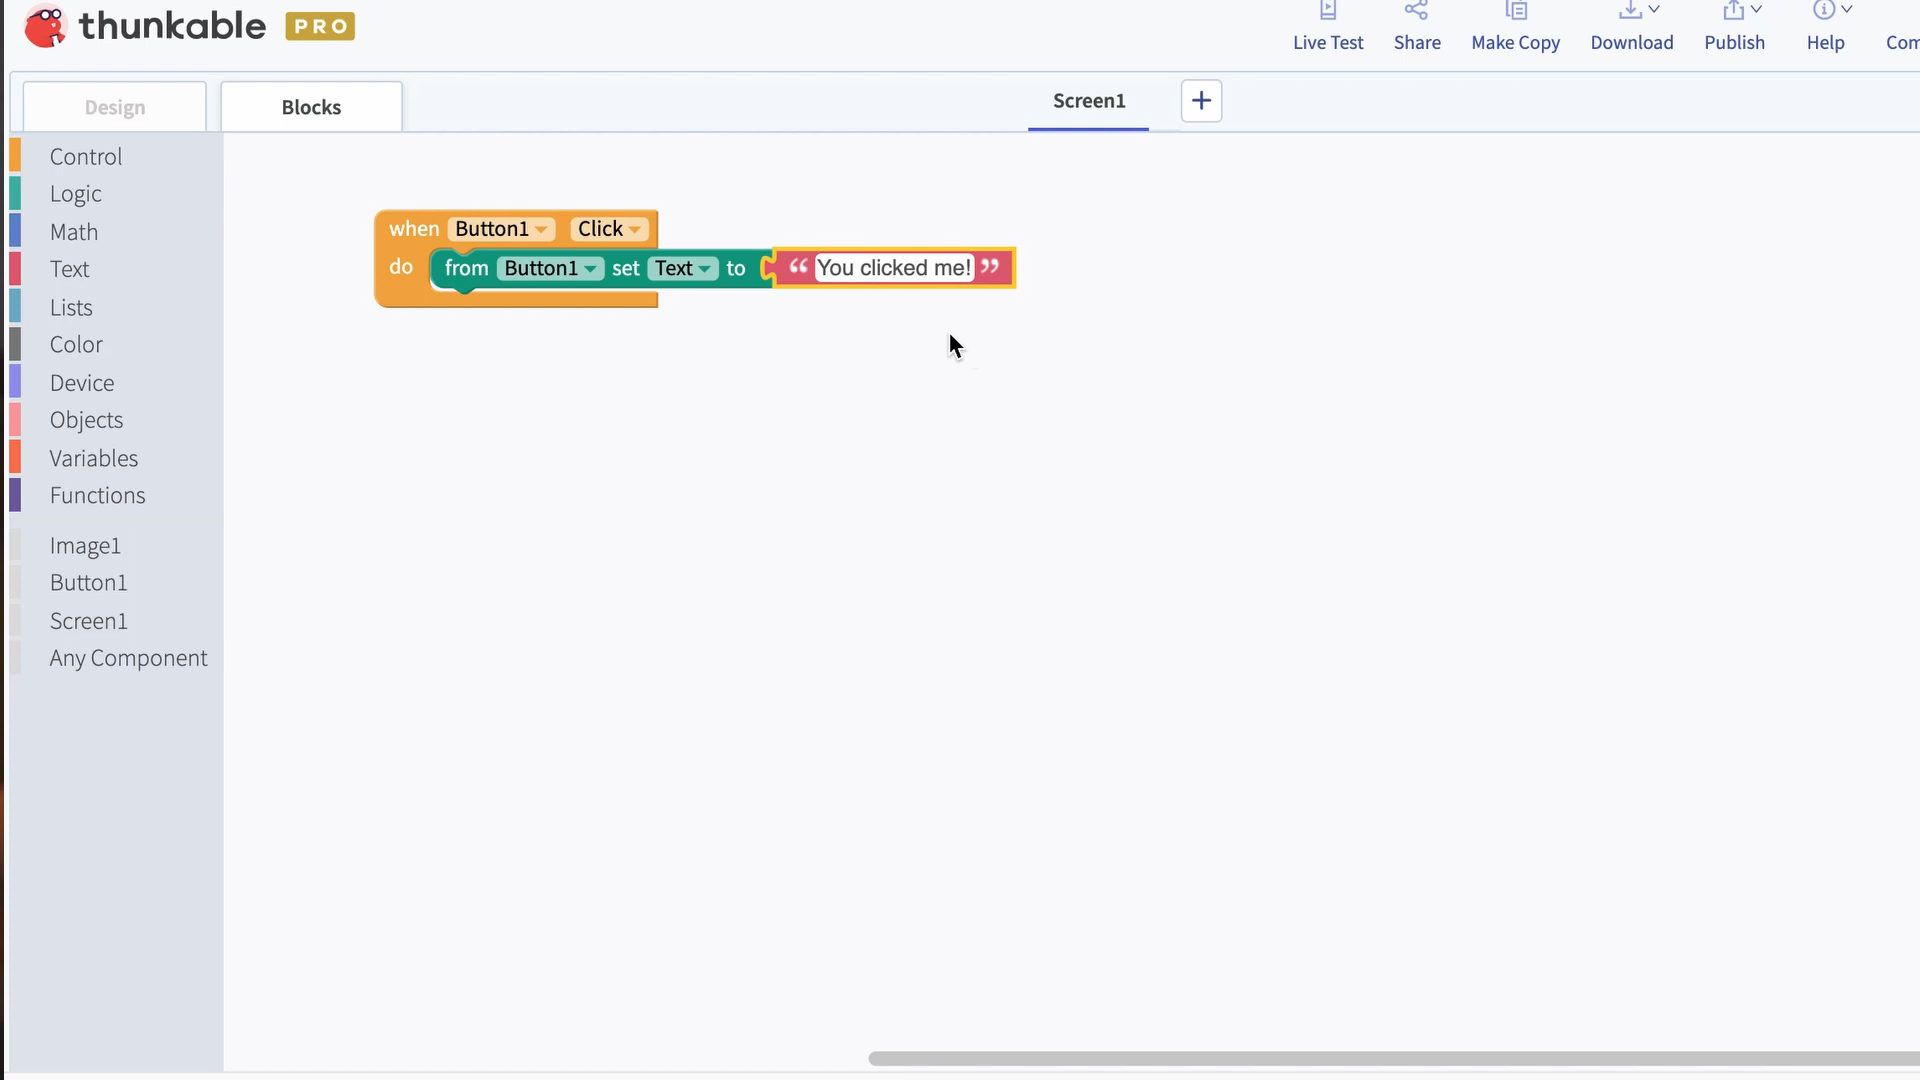 thunkable PRO
Live Test Share Make Copy Download Publish Help Com
Design Blocks Screen1 +
Control
Logic
Math
Text
Lists
Color
Device
Objects
Variables
Functions
Image1
Button1
Screen1
Any Component
when Button1 Click
do from Button1 set Text to “ You clicked me! ”